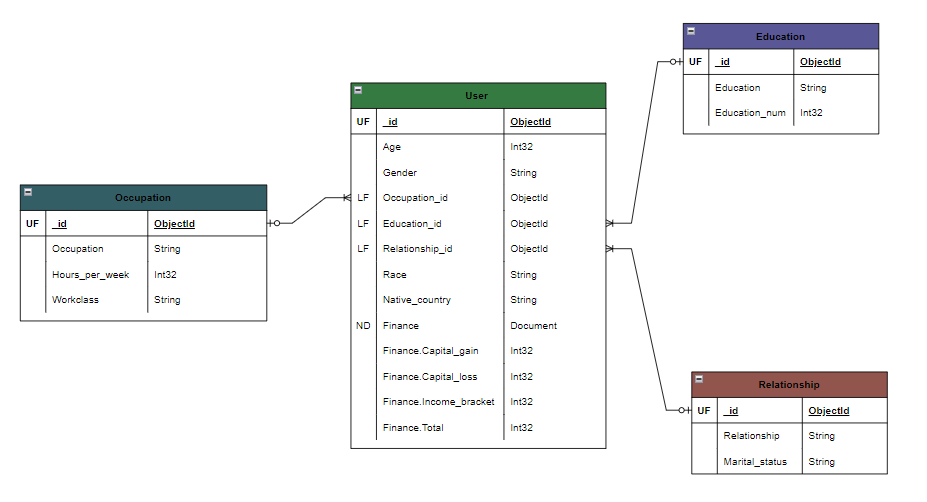 Education
UF _id ObjectId
Education String
Education_num Int32
User
UF _id ObjectId
Age Int32
Gender String
LF Occupation_id ObjectId
LF Education_id ObjectId
LF Relationship_id ObjectId
Race String
Native_country String
ND Finance Document
Finance.Capital_gain Int32
Finance.Capital_loss Int32
Finance.Income_bracket Int32
Finance.Total Int32
Occupation
UF _id ObjectId
Occupation String
Hours_per_week Int32
Workclass String
Relationship
UF _id ObjectId
Relationship String
Marital_status String